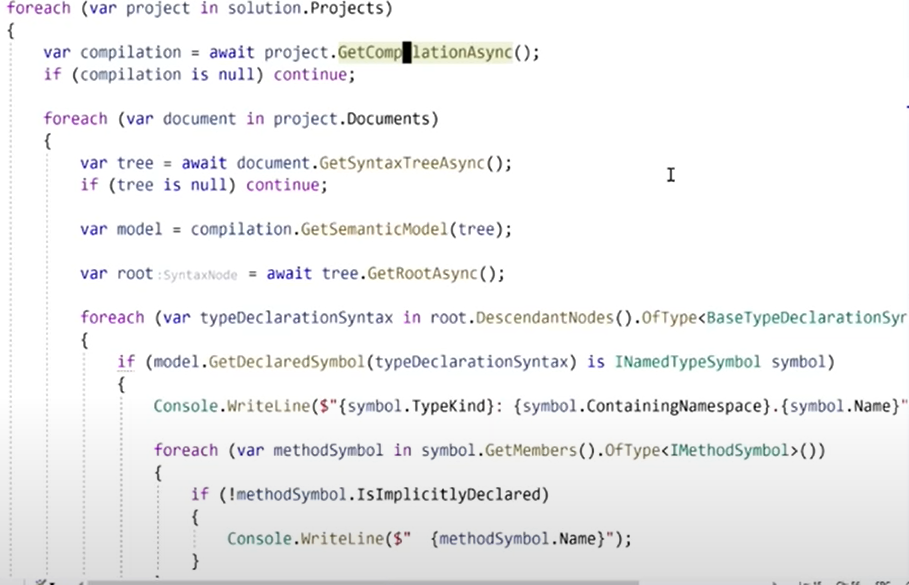 foreach (var project in solution.Projects)
{
var compilation = await project.GetCompilationAsync();
if (compilation is null) continue;
foreach (var document in project.Documents)
{
var tree = await document.GetSyntaxTreeAsync();
if (tree is null) continue;
var model = compilation.GetSemanticModel(tree);
var root :SyntaxNode = await tree.GetRootAsync();
foreach (var typeDeclarationSyntax in root.DescendantNodes().OfType<BaseTypeDeclarationSyn
{
if (model.GetDeclaredSymbol(typeDeclarationSyntax) is INamedTypeSymbol symbol)
{
Console.WriteLine($"{symbol.TypeKind}: {symbol.ContainingNamespace}.{symbol.Name}"
foreach (var methodSymbol in symbol.GetMembers().OfType<IMethodSymbol>())
{
if (!methodSymbol.IsImplicitlyDeclared)
{
Console.WriteLine($"  {methodSymbol.Name}");
}